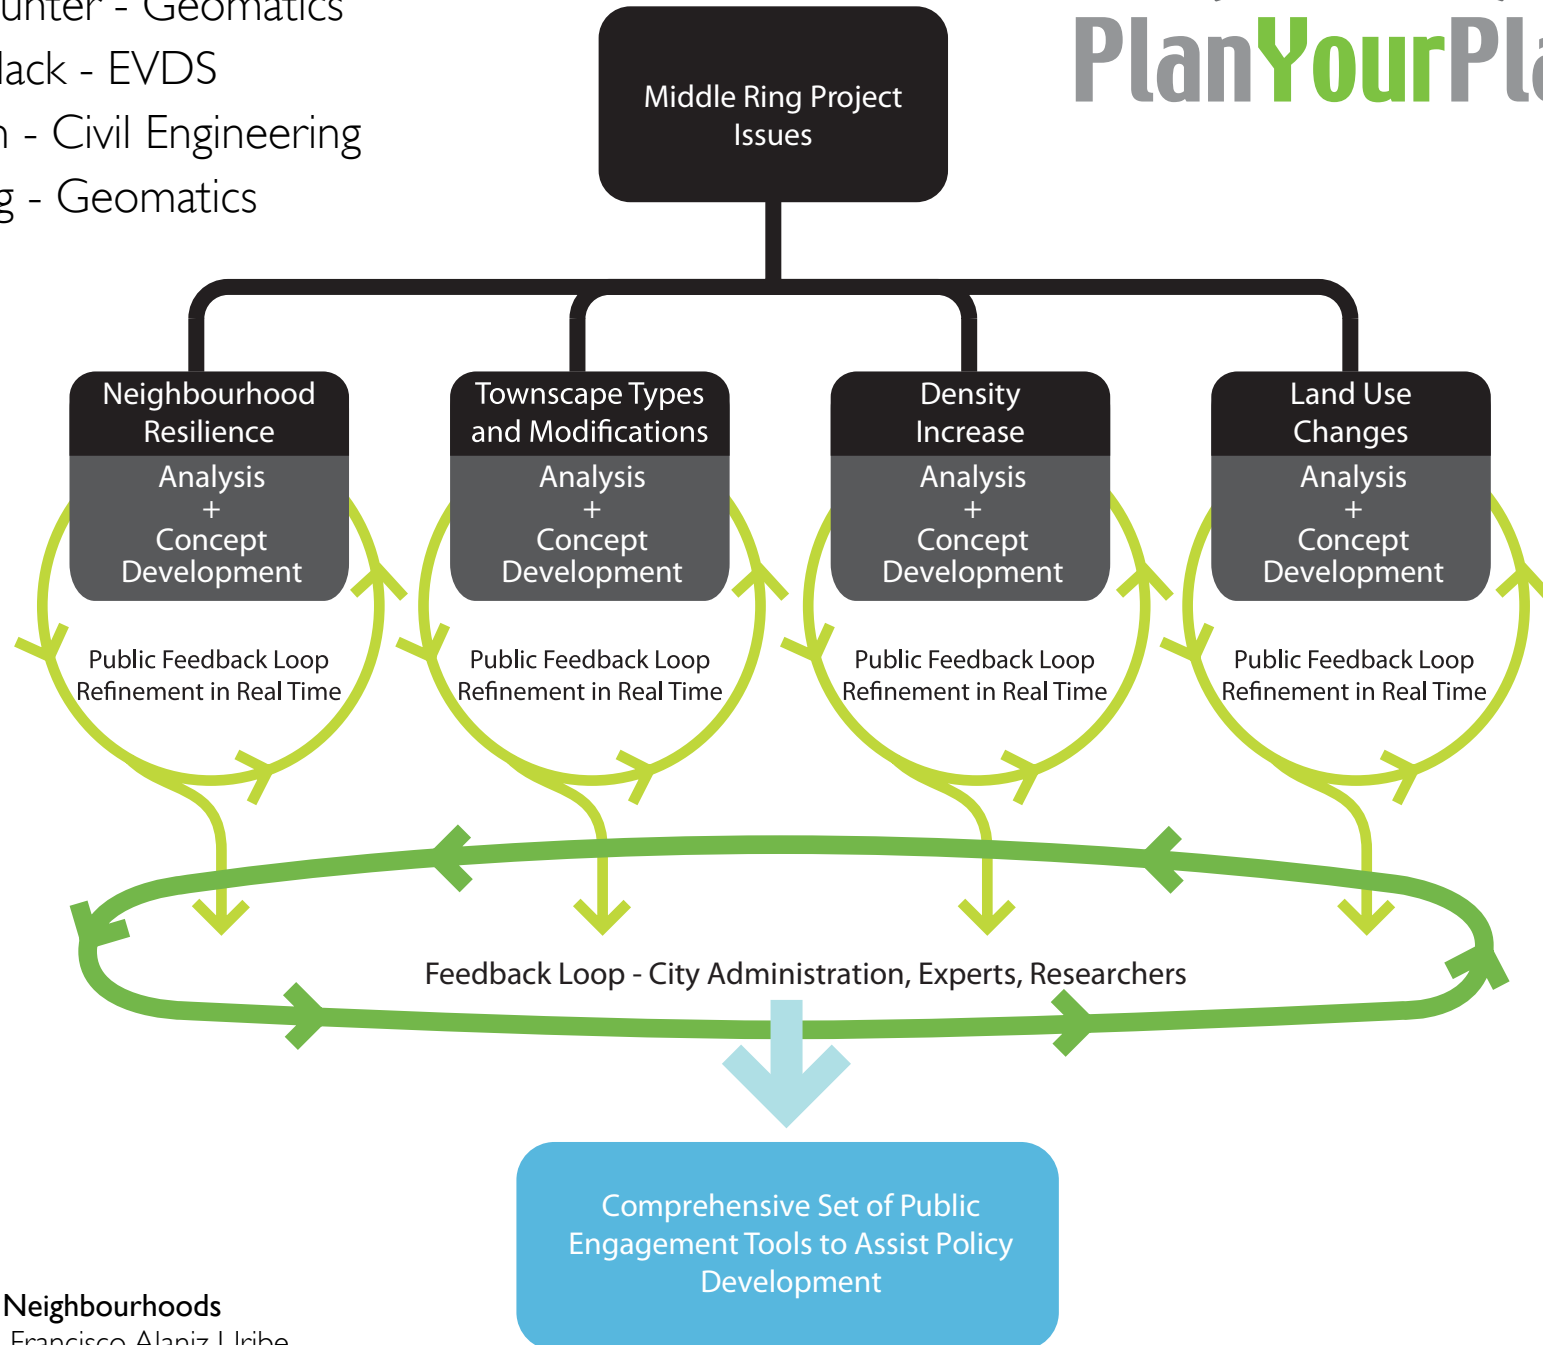 unter - Geomatics
lack - EVDS
n - Civil Engineering
g - Geomatics
PlanYourPla
Middle Ring Project
Issues
Neighbourhood
Resilience
Analysis
+
Concept
Development
Public Feedback Loop
Refinement in Real Time
Townscape Types
and Modifications
Analysis
+
Concept
Development
Public Feedback Loop
Refinement in Real Time
Density
Increase
Analysis
+
Concept
Development
Public Feedback Loop
Refinement in Real Time
Land Use
Changes
Analysis
+
Concept
Development
Public Feedback Loop
Refinement in Real Time
Feedback Loop - City Administration, Experts, Researchers
Comprehensive Set of Public
Engagement Tools to Assist Policy
Development
Neighbourhoods
Francisco Alaniz Uribe